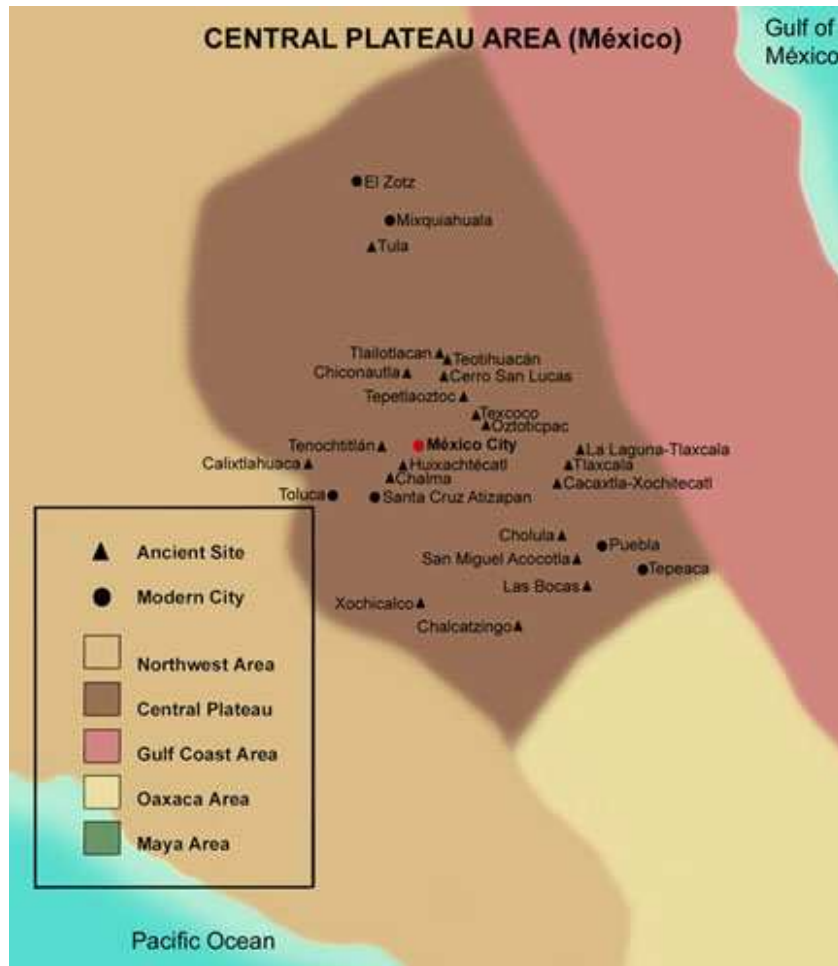 CENTRAL PLATEAU AREA (México)
Gulf of
México
El Zotz
Mixquiahuala
Tula
Tlailotlacan
Teotihuacán
Chiconautla
Cerro San Lucas
Tepetlaoztoc
Texcoco
Oztoticpac
Tenochtitlán
México City
La Laguna-Tlaxcala
Calixtlahuaca
Huixachtécatl
Tlaxcala
Chalma
Cacaxtla-Xochitecatl
Toluca
Santa Cruz Atizapan
Cholula
Puebla
San Miguel Acocotla
Tepeaca
Las Bocas
Xochicalco
Chalcatzingo
Ancient Site
Modern City
Northwest Area
Central Plateau
Gulf Coast Area
Oaxaca Area
Maya Area
Pacific Ocean